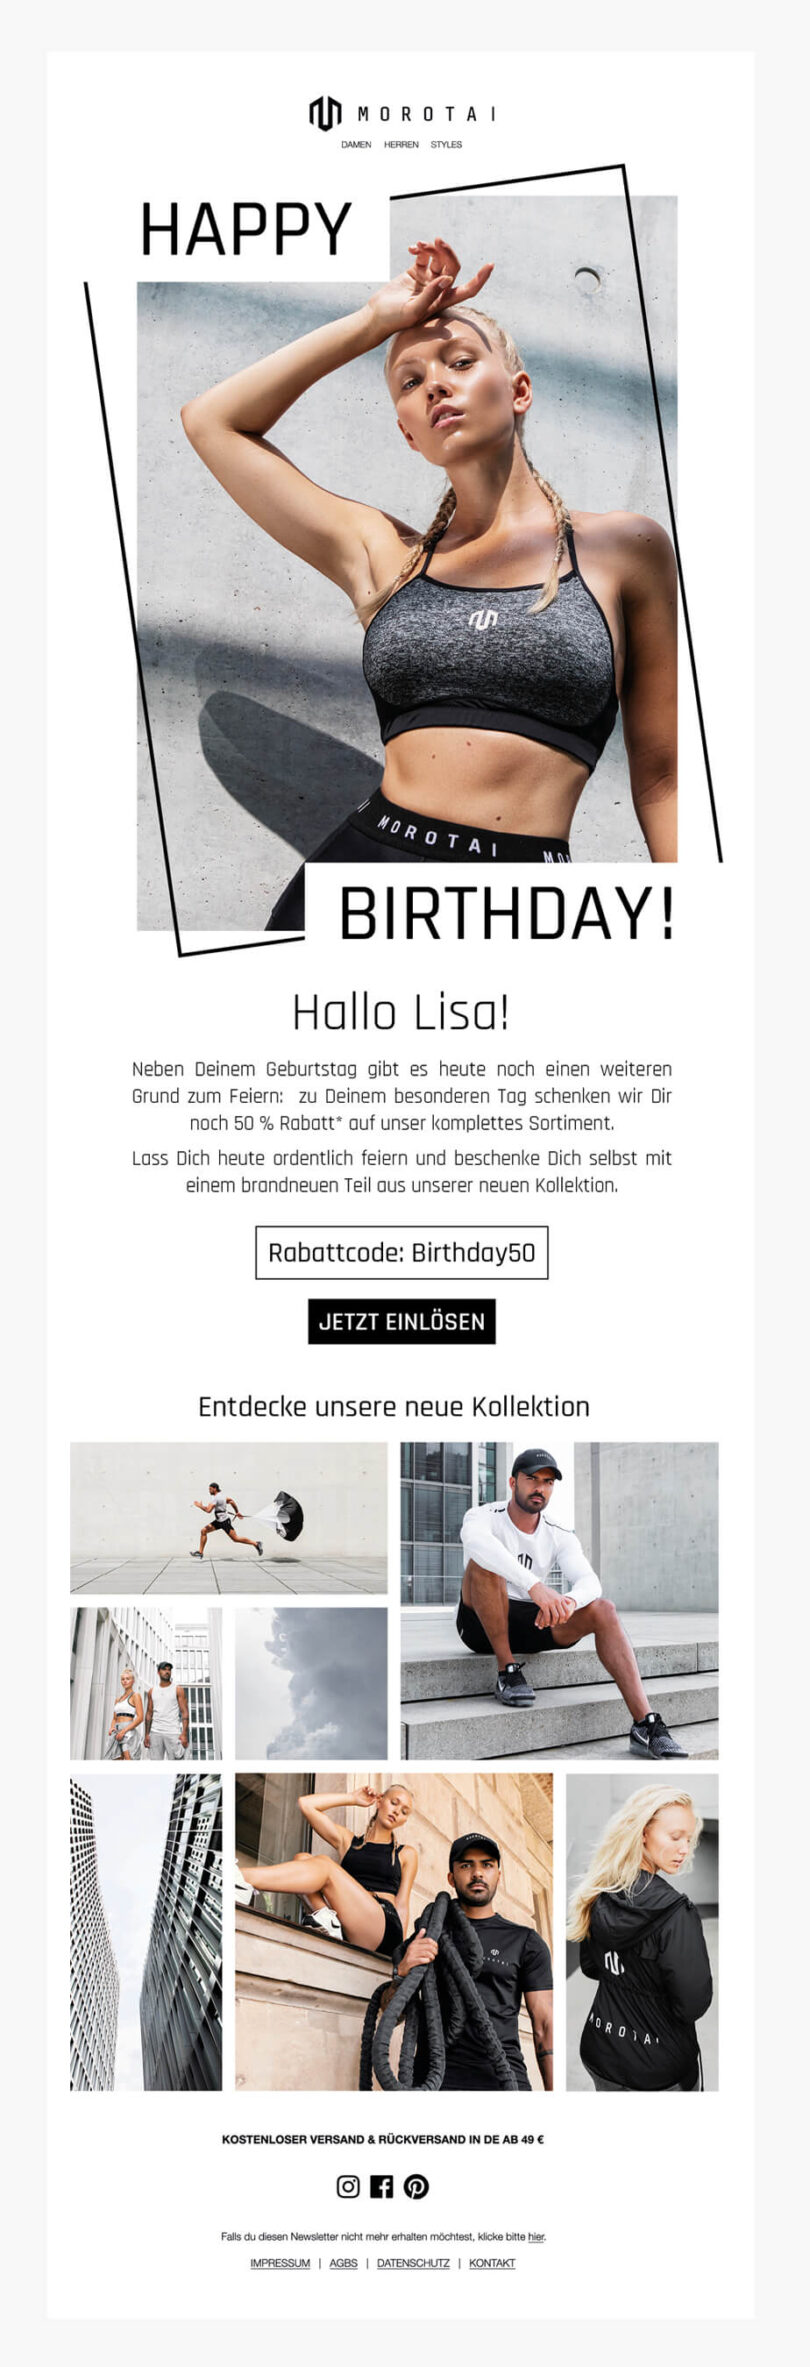 MOROTAI
DAMEN HERREN STYLES
HAPPY
MOROTAI MO
BIRTHDAY!
Hallo Lisa!
Neben Deinem Geburtstag gibt es heute noch einen weiteren
Grund zum Feiern: zu Deinem besonderen Tag schenken wir Dir
noch 50 % Rabatt* auf unser komplettes Sortiment.
Lass Dich heute ordentlich feiern und beschenke Dich selbst mit
einem brandneuen Teil aus unserer neuen Kollektion.
Rabattcode: Birthday50
JETZT EINLÖSEN
Entdecke unsere neue Kollektion
MOROTAI
MOROTAI
KOSTENLOSER VERSAND & RÜCKVERSAND IN DE AB 49 €
Falls du diesen Newsletter nicht mehr erhalten möchtest, klicke bitte hier.
IMPRESSUM | AGBS | DATENSCHUTZ | KONTAKT